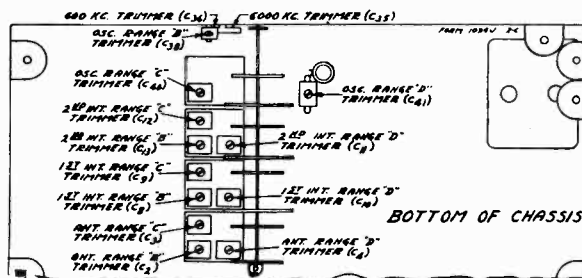 600 KC. TRIMMER (C36) 6000 KC. TRIMMER (C35)
OSC. RANGE "B"
TRIMMER (C38)
FORM 1034V
OSC. RANGE "C"
TRIMMER (C40)
OSC. RANGE "D"
TRIMMER (C41)
2ND INT. RANGE "C"
TRIMMER (C12)
2ND INT. RANGE "B"
TRIMMER (C13)
2ND INT. RANGE "D"
TRIMMER (C11)
1ST INT. RANGE "C"
TRIMMER (C9)
1ST INT. RANGE "B"
TRIMMER (C8)
1ST INT. RANGE "D"
TRIMMER (C10)
BOTTOM OF CHASSIS
ANT. RANGE "C"
TRIMMER (C3)
ANT. RANGE "D"
TRIMMER (C4)
ANT. RANGE "B"
TRIMMER (C2)